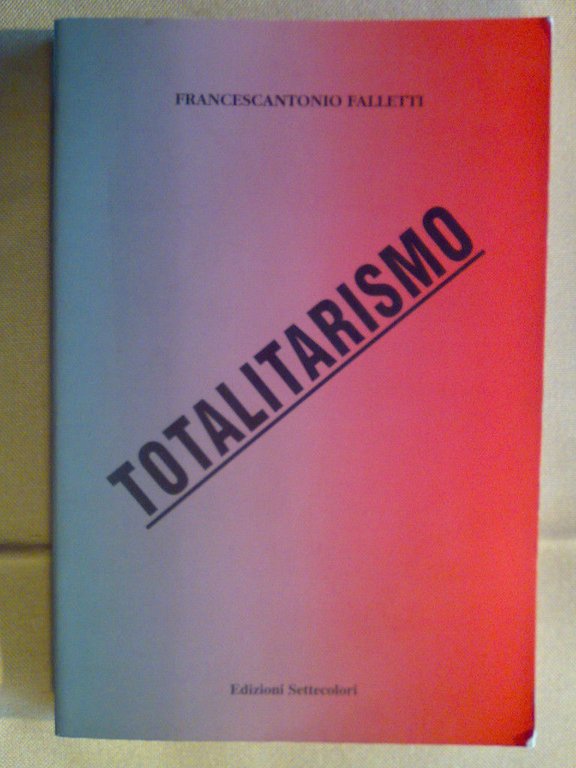 FRANCESCANTONIO FALLETTI
TOTALITARISMO
Edizioni Settecolori